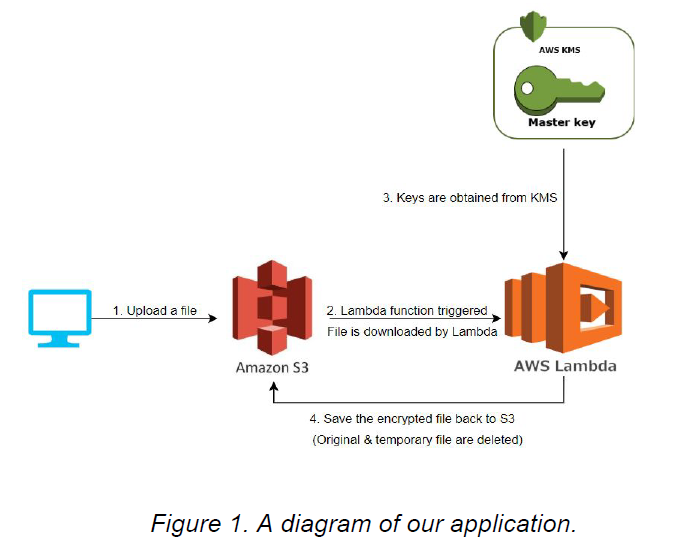 AWS KMS
Master key
3. Keys are obtained from KMS
1. Upload a file
2. Lambda function triggered
File is downloaded by Lambda
Amazon S3
AWS Lambda
4. Save the encrypted file back to S3
(Original & temporary file are deleted)
Figure 1. A diagram of our application.